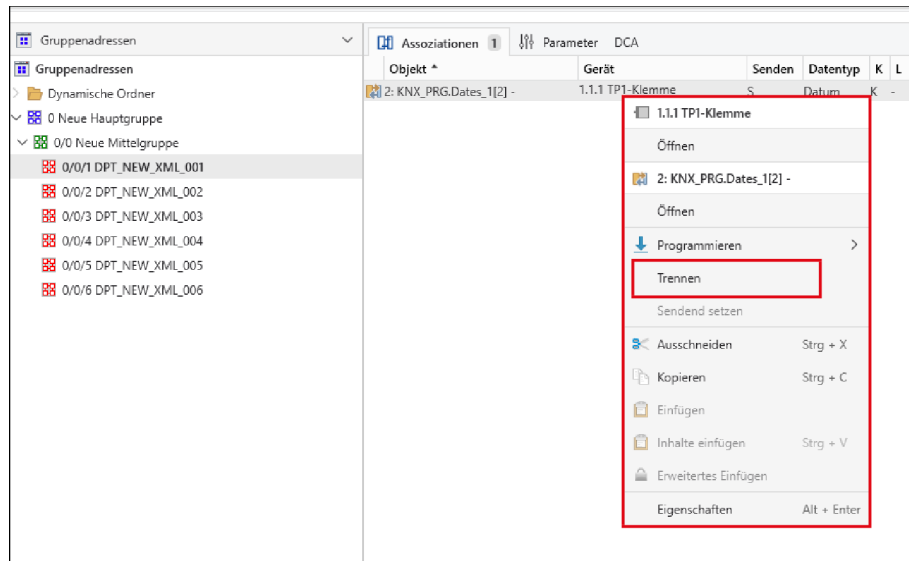 Gruppenadressen
Gruppenadressen
Dynamische Ordner
0 Neue Hauptgruppe
0/0 Neue Mittelgruppe
0/0/1 DPT_NEW_XML_001
0/0/2 DPT_NEW_XML_002
0/0/3 DPT_NEW_XML_003
0/0/4 DPT_NEW_XML_004
0/0/5 DPT_NEW_XML_005
0/0/6 DPT_NEW_XML_006
Assoziationen 1 Parameter DCA
Objekt Gerät Senden Datentyp K L
2: KNX_PRG.Dates_1[2] - 1.1.1 TP1-Klemme S Datum K -
1.1.1 TP1-Klemme
Öffnen
2: KNX_PRG.Dates_1[2] -
Öffnen
Programmieren
Trennen
Sendend setzen
Ausschneiden Strg + X
Kopieren Strg + C
Einfügen
Inhalte einfügen Strg + V
Erweitertes Einfügen
Eigenschaften Alt + Enter